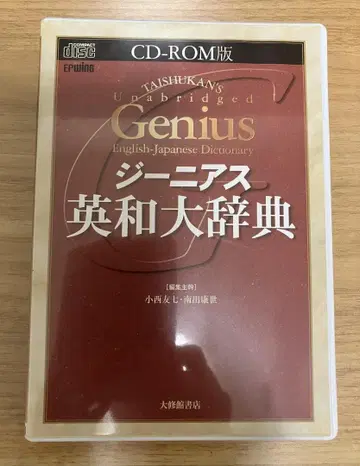 COMPACT
disc
EPWING
CD-ROM版
TAISHUKAN's
Unabridged
Genius
English-Japanese Dictionary
ジーニアス
英和大辞典
[編集主幹]
小西友七・南出康世
大修館書店